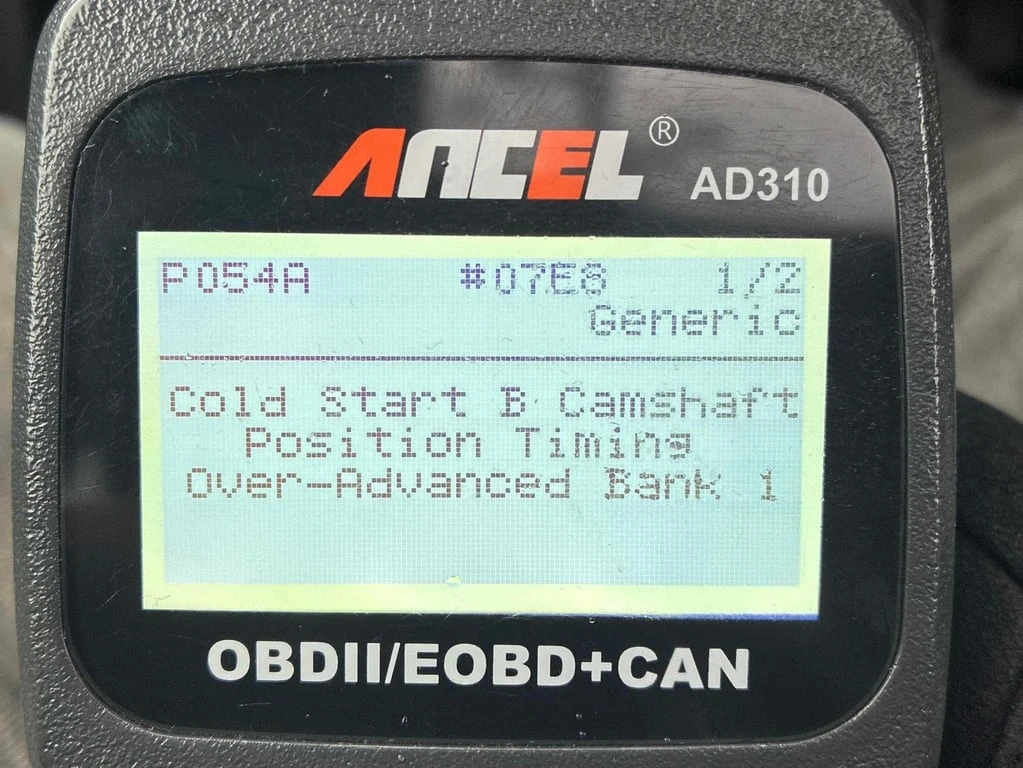 ANCEL®
AD310
P054A #07E8 1/2
Generic
Cold Start B Camshaft
Position Timing
Over-Advanced Bank 1
OBDII/EOBD+CAN